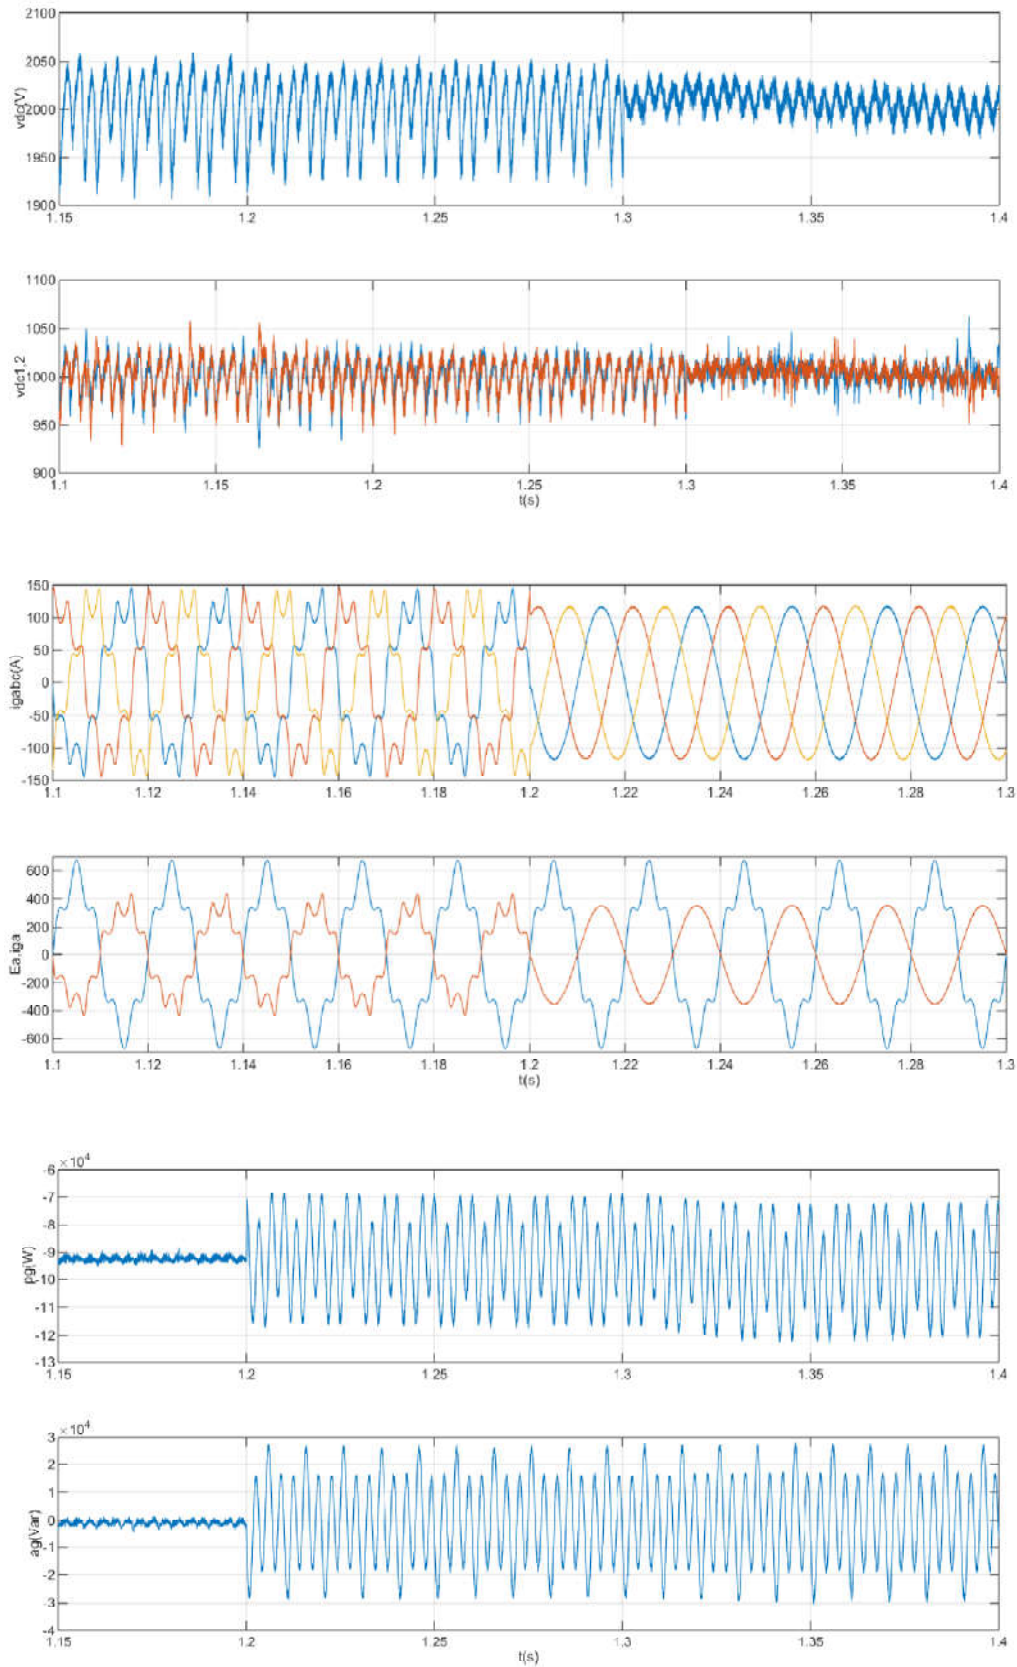 2100
2050
2000
1950
1900
vdc(V)
1.15 1.2 1.25 1.3 1.35 1.4
1100
1050
1000
950
900
vdc1,2
1.1 1.15 1.2 1.25 1.3 1.35 1.4
t(s)
150
100
50
0
-50
-100
-150
igabc(A)
1.1 1.12 1.14 1.16 1.18 1.2 1.22 1.24 1.26 1.28 1.3
600
400
200
0
-200
-400
-600
Ea,iga
1.1 1.12 1.14 1.16 1.18 1.2 1.22 1.24 1.26 1.28 1.3
t(s)
×10⁴
-6
-7
-8
-9
-10
-11
-12
-13
pg(W)
1.15 1.2 1.25 1.3 1.35 1.4
×10⁴
3
2
1
0
-1
-2
-3
-4
ag(Var)
1.15 1.2 1.25 1.3 1.35 1.4
t(s)